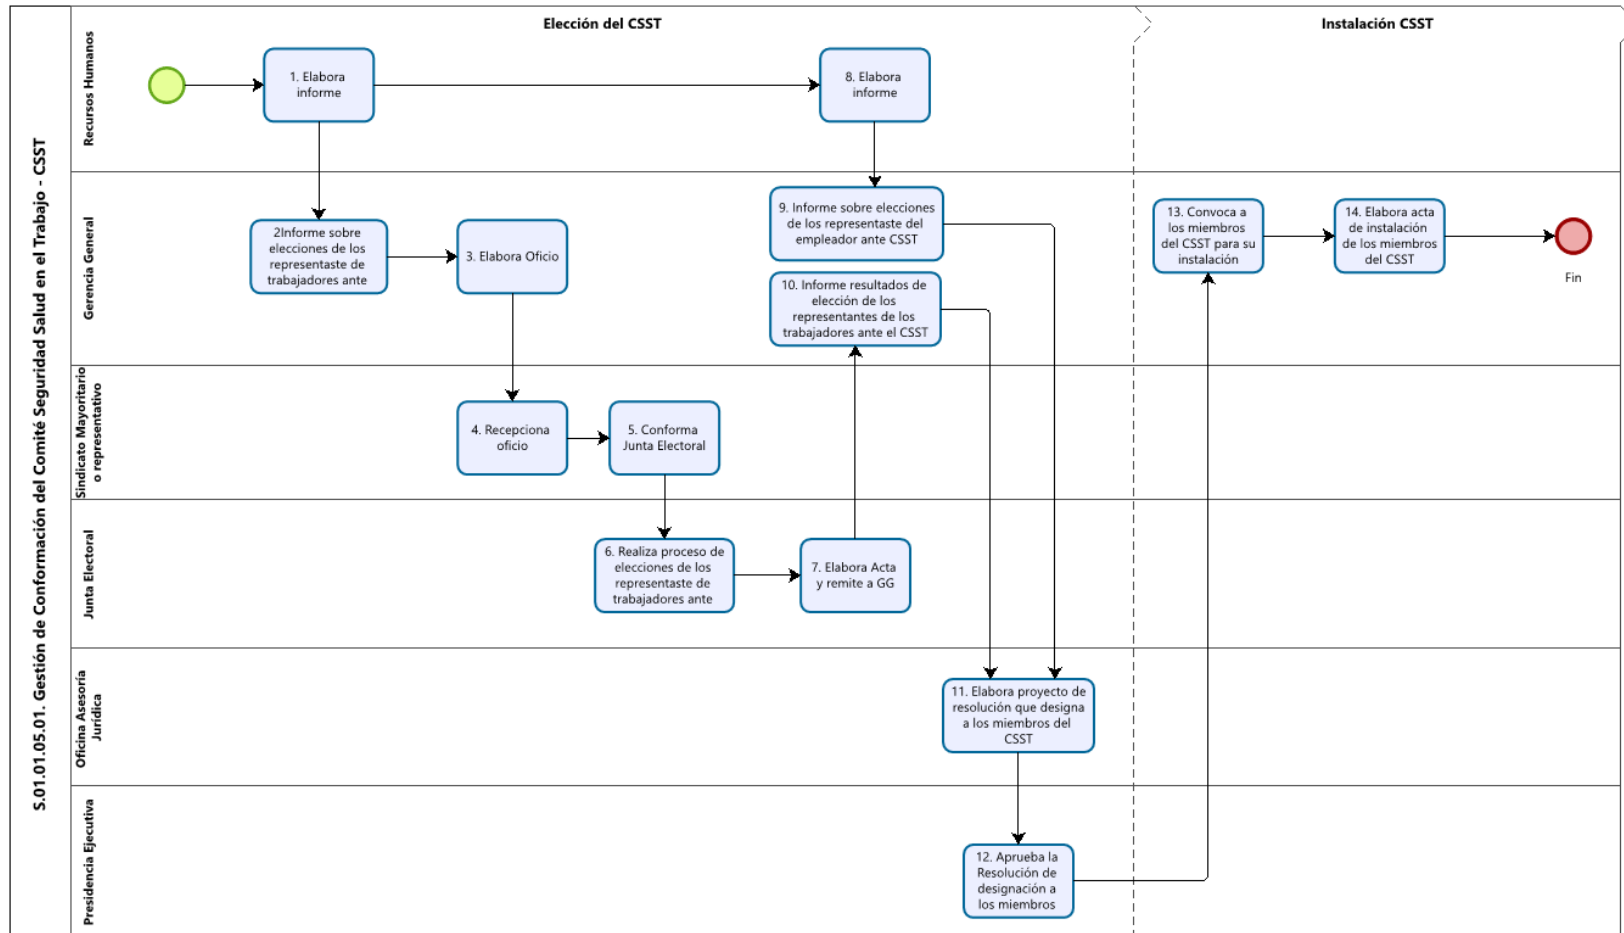 S.01.01.05.01. Gestión de Conformación del Comité Seguridad Salud en el Trabajo - CSST
Elección del CSST
Instalación CSST
Recursos Humanos
1. Elabora
informe
8. Elabora
informe
Gerencia General
2Informe sobre
elecciones de los
representaste de
trabajadores ante
3. Elabora Oficio
9. Informe sobre elecciones
de los representaste del
empleador ante CSST
10. Informe resultados de
elección de los
representantes de los
trabajadores ante el CSST
13. Convoca a
los miembros
del CSST para su
instalación
14. Elabora acta
de instalación
de los miembros
del CSST
Fin
Sindicato Mayoritario
o representativo
4. Recepciona
oficio
5. Conforma
Junta Electoral
Junta Electoral
6. Realiza proceso de
elecciones de los
representaste de
trabajadores ante
7. Elabora Acta
y remite a GG
Oficina Asesoría
Jurídica
11. Elabora proyecto de
resolución que designa
a los miembros del
CSST
Presidencia Ejecutiva
12. Aprueba la
Resolución de
designación a
los miembros